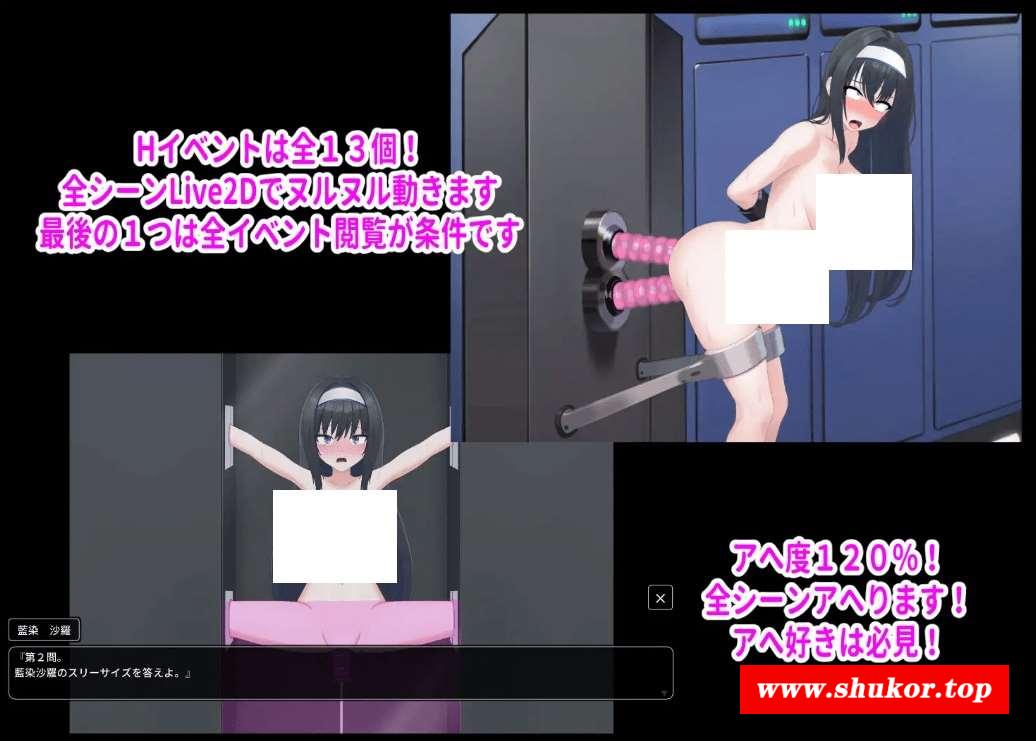 Hイベントは全１３個！
全シーンLive2Dでヌルヌル動きます
最後の１つは全イベント閲覧が条件です
藍染　沙羅
『第２問。
藍染沙羅のスリーサイズを答えよ。』
アヘ度１２０％！
全シーンアヘります！
アヘ好きは必見！
www.shukor.top